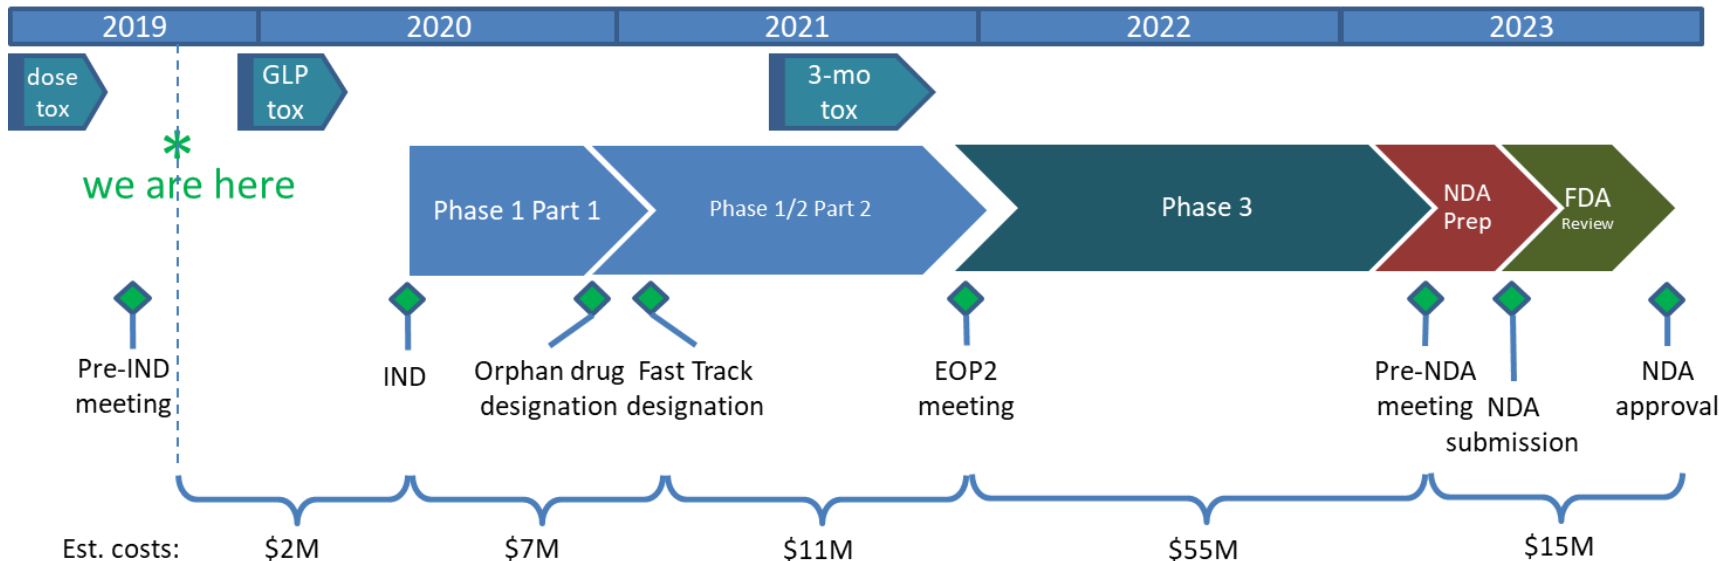 2019 2020 2021 2022 2023
dose
tox
GLP
tox
3-mo
tox
*
we are here
Phase 1 Part 1
Phase 1/2 Part 2
Phase 3
NDA
Prep
FDA
Review
Pre-IND
meeting
IND
Orphan drug
designation
Fast Track
designation
EOP2
meeting
Pre-NDA
meeting
NDA
submission
NDA
approval
Est. costs: $2M $7M $11M $55M $15M